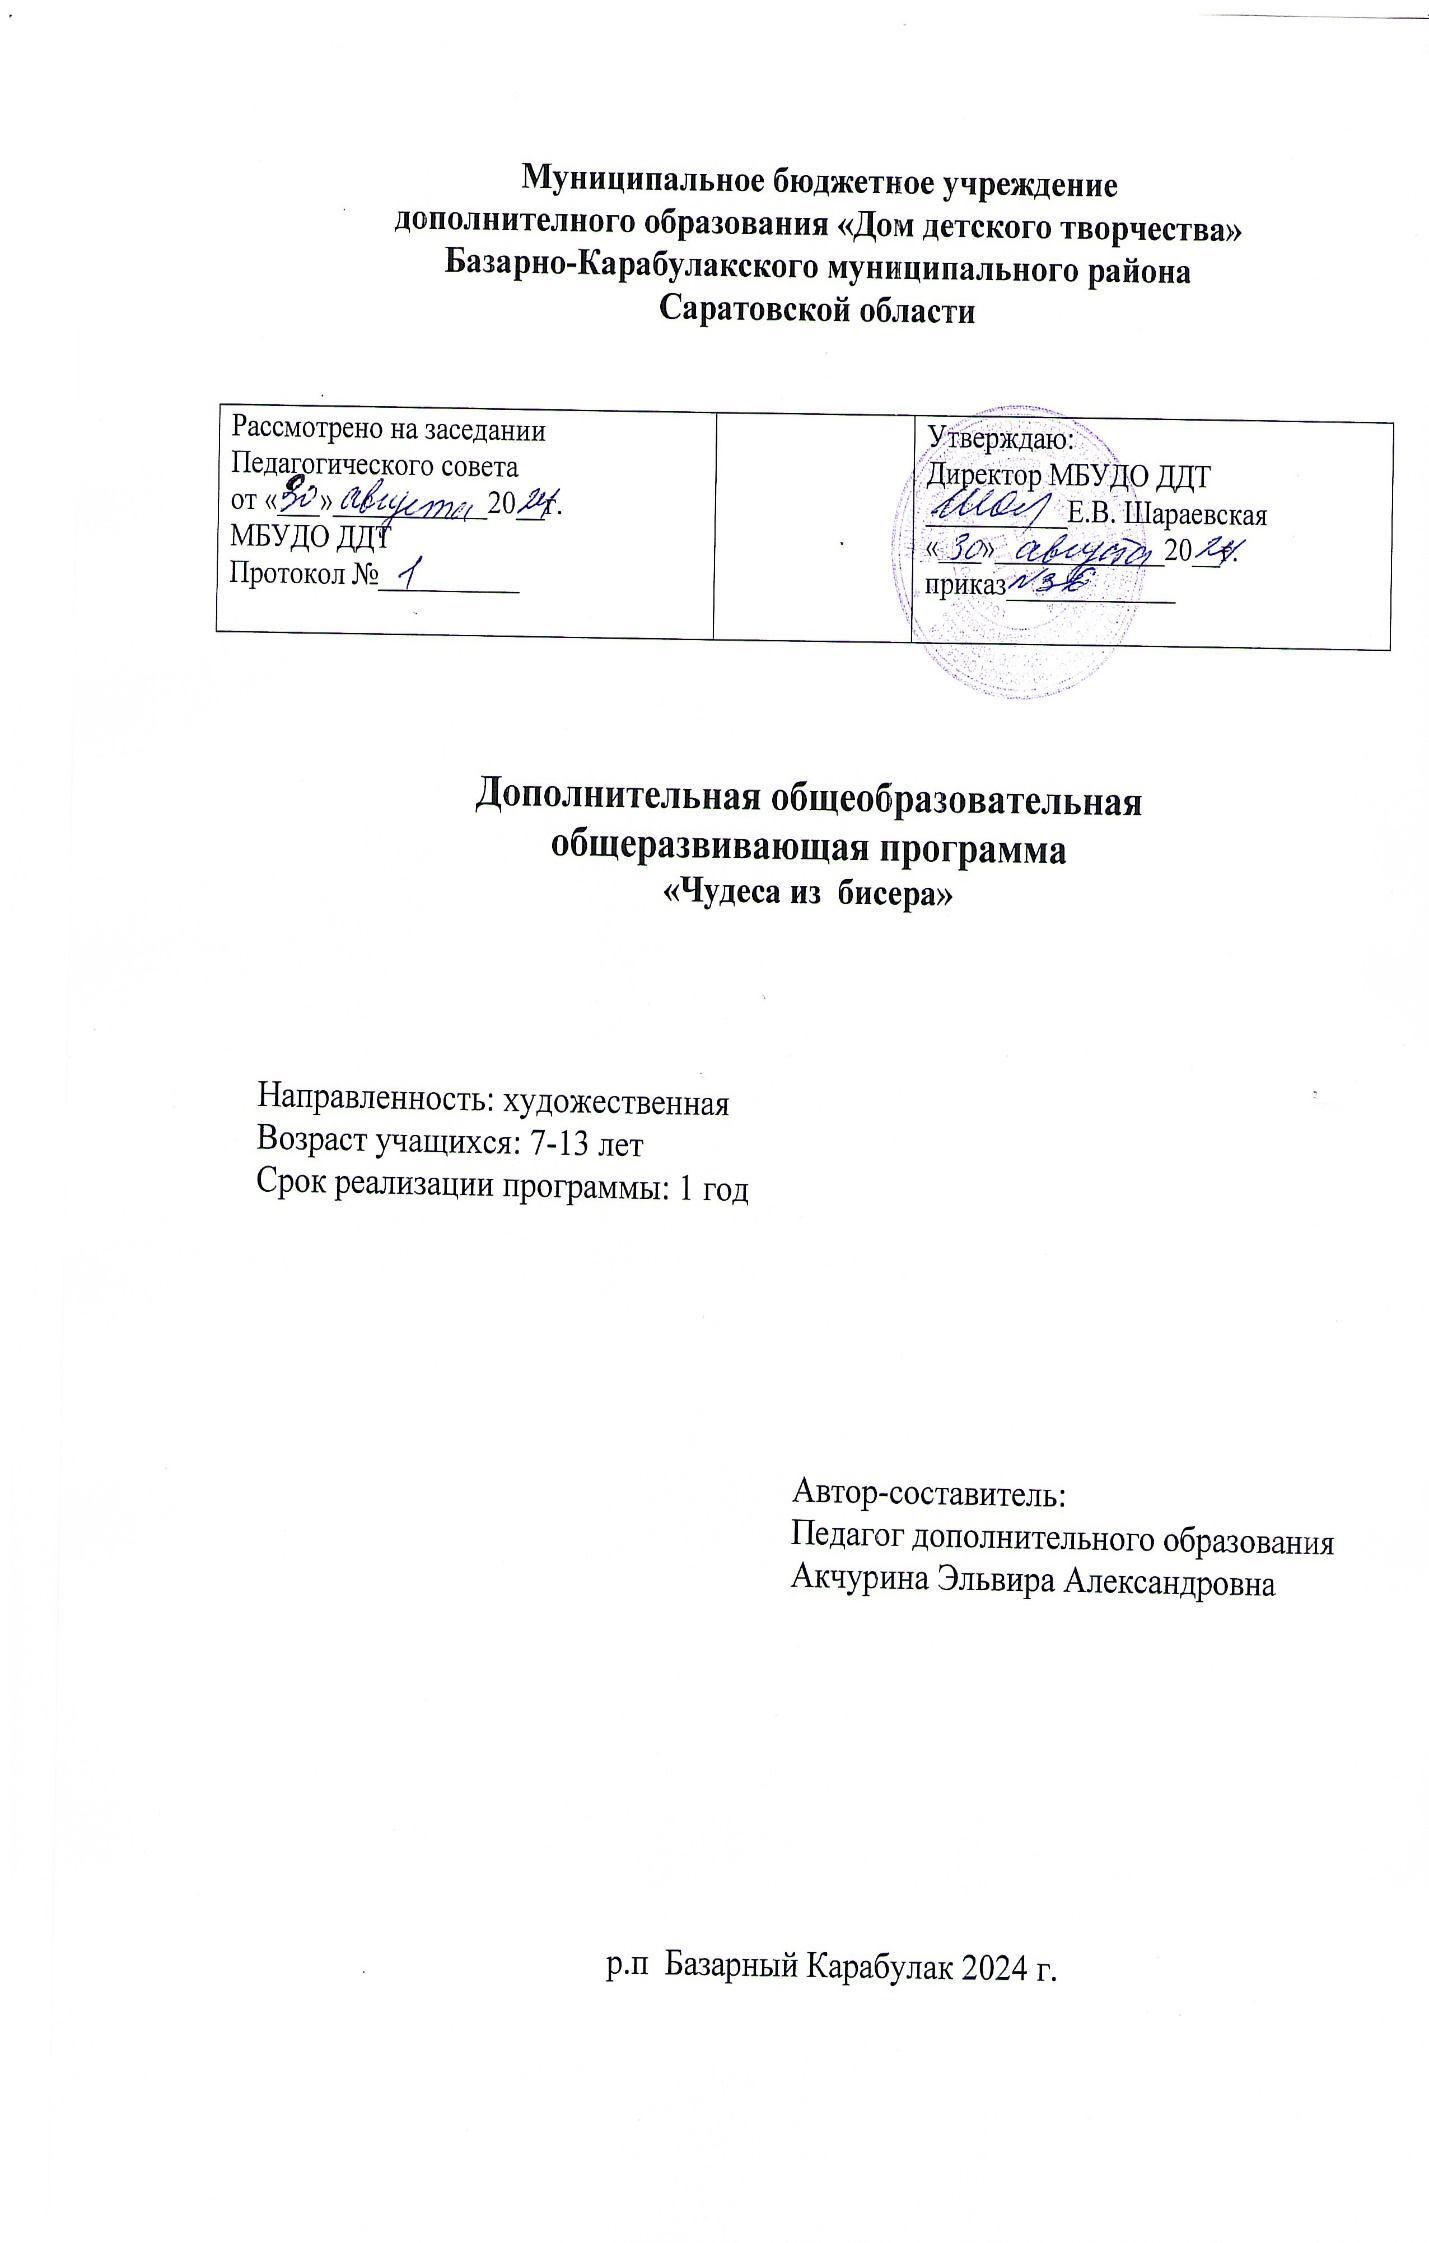 Муниципальное бюджетное учреждение
дополнителного образования «Дом детского творчества»
Базарно-Карабулакского муниципального района
Саратовской области
Рассмотрено на заседании
Педагогического совета
от «30» августа 2024г.
МБУДО ДДТ
Протокол № 1
Утверждаю:
Директор МБУДО ДДТ
Е.В. Шараевская
«30» августа 2024г.
приказ
Дополнительная общеобразовательная
общеразвивающая программа
«Чудеса из бисера»
Направленность: художественная
Возраст учащихся: 7-13 лет
Срок реализации программы: 1 год
Автор-составитель:
Педагог дополнительного образования
Акчурина Эльвира Александровна
р.п Базарный Карабулак 2024 г.